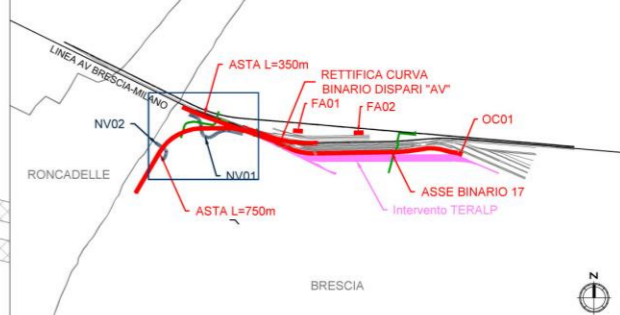 LINEA AV BRESCIA-MILANO
ASTA L=350m
RETTIFICA CURVA
BINARIO DISPARI "AV"
FA01
FA02
OC01
NV02
NV01
RONCADELLE
ASTA L=750m
ASSE BINARIO 17
Intervento TERALP
BRESCIA
N